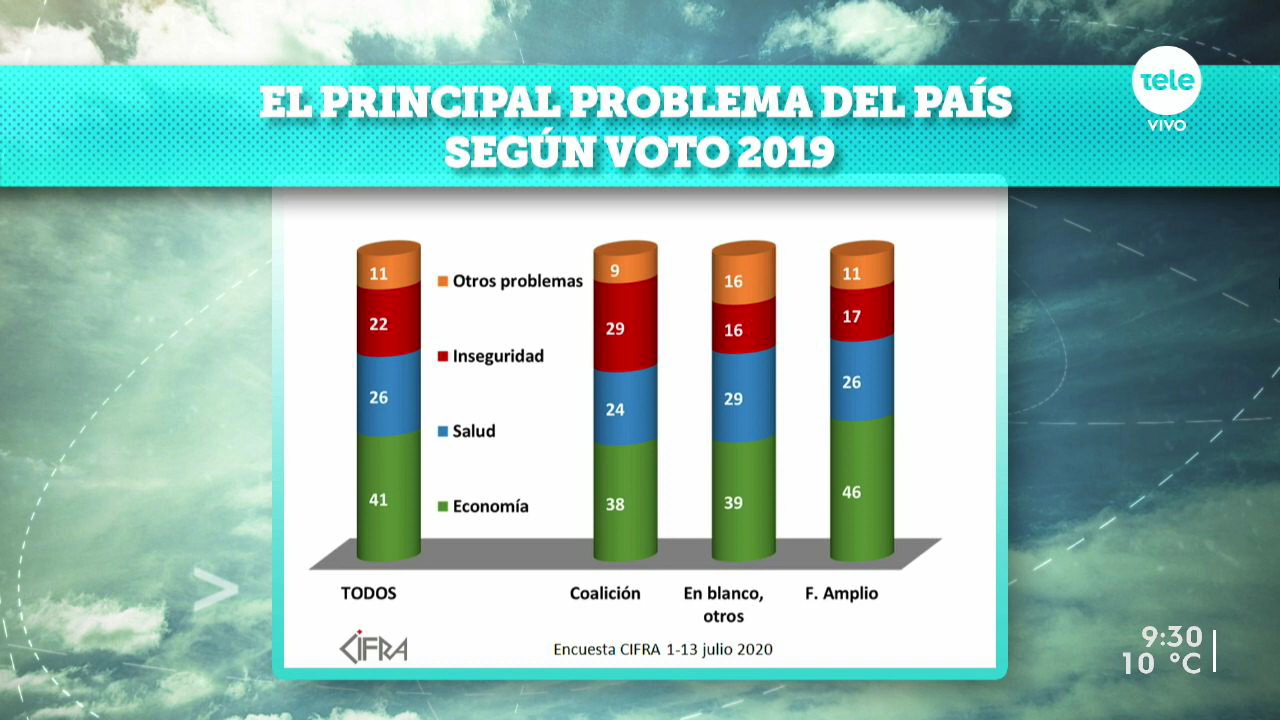 EL PRINCIPAL PROBLEMA DEL PAÍS
SEGÚN VOTO 2019
tele
VIVO
11
22
26
41
Otros problemas
Inseguridad
Salud
Economía
9
29
24
38
16
16
29
39
11
17
26
46
TODOS
Coalición
En blanco,
otros
F. Amplio
CIFRA
Encuesta CIFRA 1-13 julio 2020
9:30
10 °C